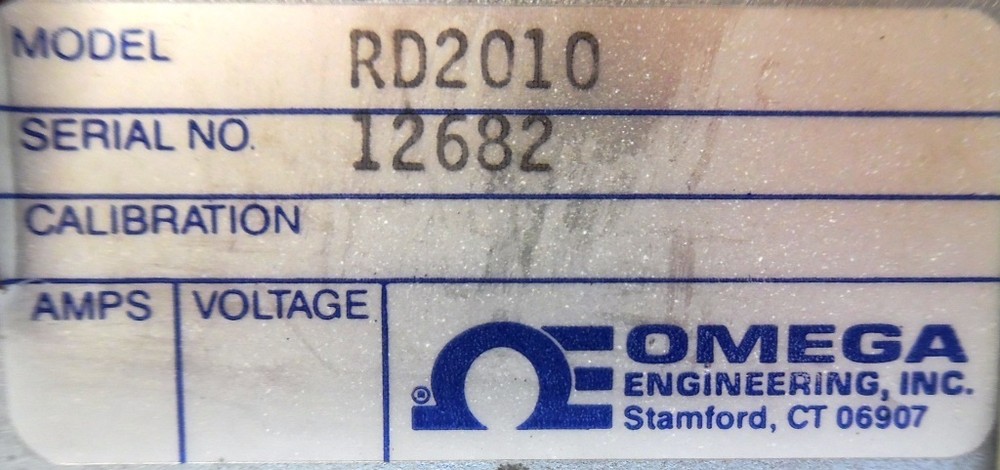 MODEL RD2010
SERIAL NO. 12682
CALIBRATION
AMPS VOLTAGE
OMEGA
ENGINEERING, INC.
Stamford, CT 06907